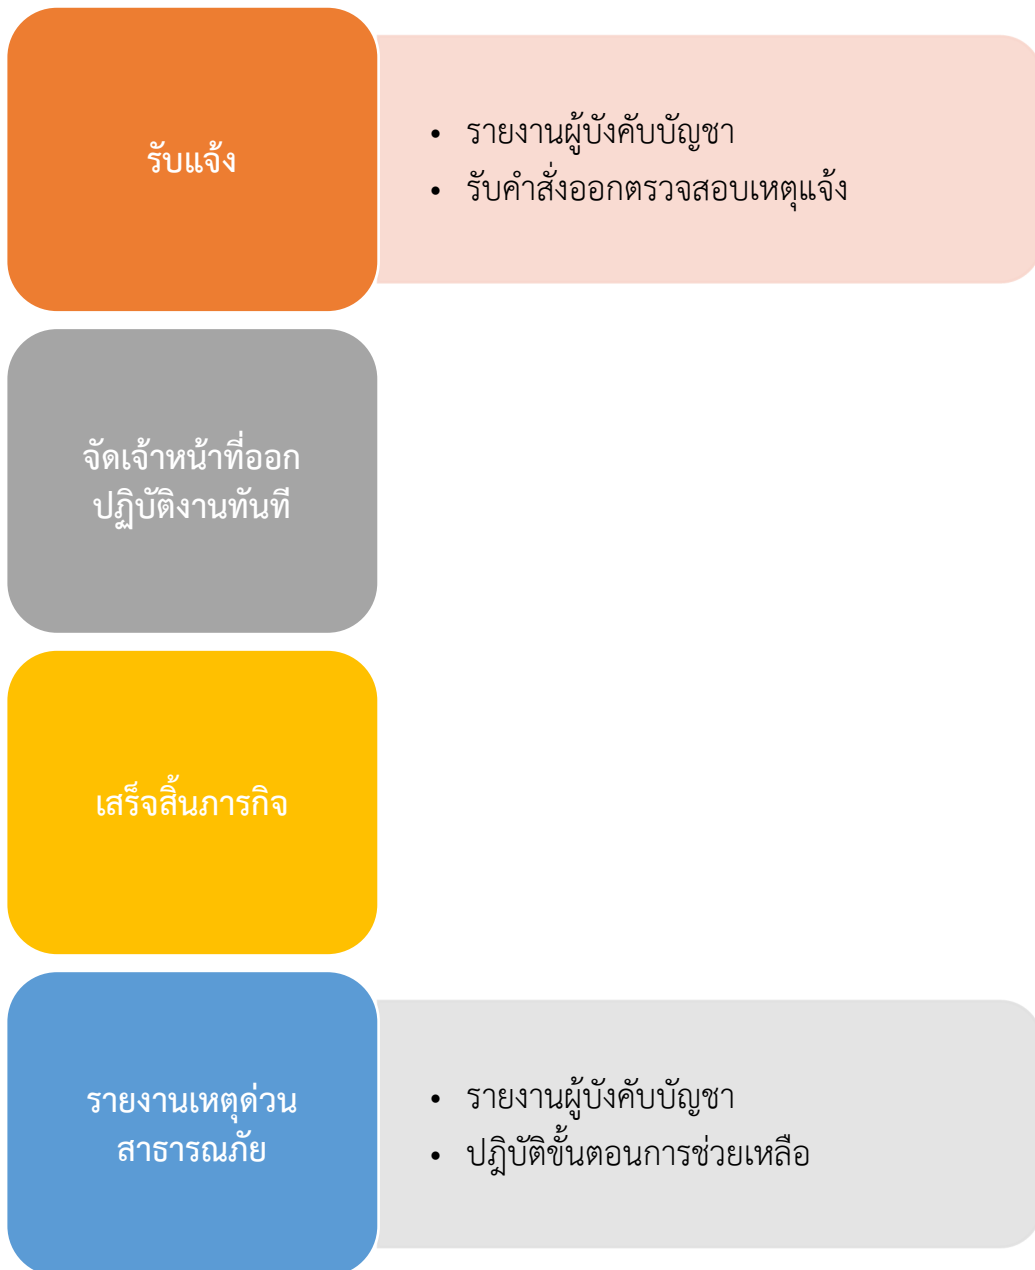 รับแจ้ง
• รายงานผู้บังคับบัญชา
• รับคำสั่งออกตรวจสอบเหตุแจ้ง
จัดเจ้าหน้าที่ออก
ปฏิบัติงานทันที
เสร็จสิ้นภารกิจ
รายงานเหตุด่วน
สาธารณภัย
• รายงานผู้บังคับบัญชา
• ปฎิบัติขั้นตอนการช่วยเหลือ